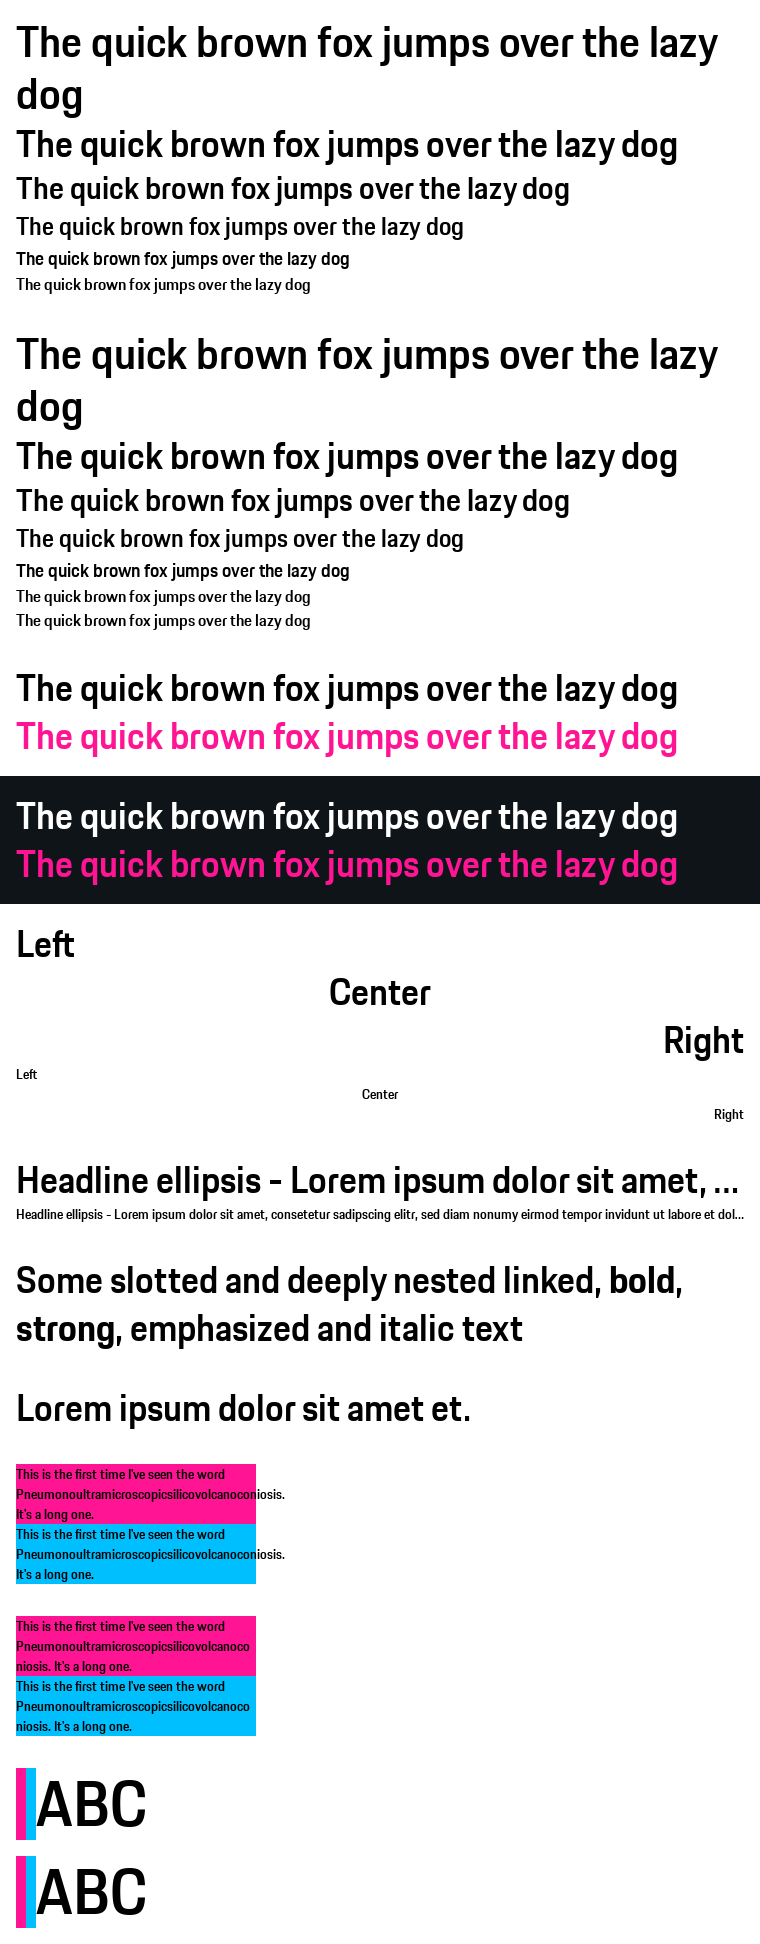 The quick brown fox jumps over the lazy
dog
The quick brown fox jumps over the lazy dog
The quick brown fox jumps over the lazy dog
The quick brown fox jumps over the lazy dog
The quick brown fox jumps over the lazy dog
The quick brown fox jumps over the lazy dog
The quick brown fox jumps over the lazy
dog
The quick brown fox jumps over the lazy dog
The quick brown fox jumps over the lazy dog
The quick brown fox jumps over the lazy dog
The quick brown fox jumps over the lazy dog
The quick brown fox jumps over the lazy dog
The quick brown fox jumps over the lazy dog
The quick brown fox jumps over the lazy dog
The quick brown fox jumps over the lazy dog
The quick brown fox jumps over the lazy dog
The quick brown fox jumps over the lazy dog
Left
Center
Right
Left
Center
Right
Headline ellipsis - Lorem ipsum dolor sit amet, ...
Headline ellipsis - Lorem ipsum dolor sit amet, consetetur sadipscing elitr, sed diam nonumy eirmod tempor invidunt ut labore et dol...
Some slotted and deeply nested linked, bold,
strong, emphasized and italic text
Lorem ipsum dolor sit amet et.
This is the first time I've seen the word
Pneumonoultramicroscopicsilicovolcanoconiosis.
It's a long one.
This is the first time I've seen the word
Pneumonoultramicroscopicsilicovolcanoconiosis.
It's a long one.
This is the first time I've seen the word
Pneumonoultramicroscopicsilicovolcanoco
niosis. It's a long one.
This is the first time I've seen the word
Pneumonoultramicroscopicsilicovolcanoco
niosis. It's a long one.
ABC
ABC